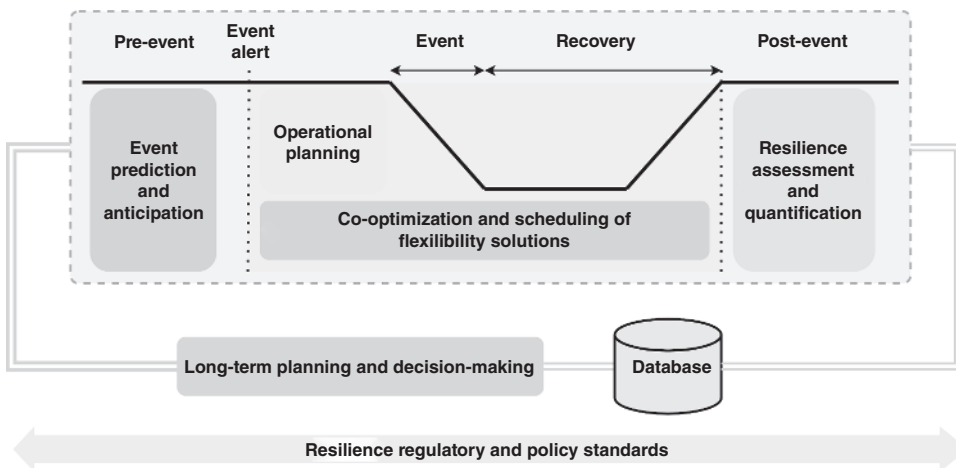 Pre-event
Event
alert
Event
Recovery
Post-event
Event
prediction
and
anticipation
Operational
planning
Co-optimization and scheduling of
flexilibility solutions
Resilience
assessment
and
quantification
Long-term planning and decision-making
Database
Resilience regulatory and policy standards